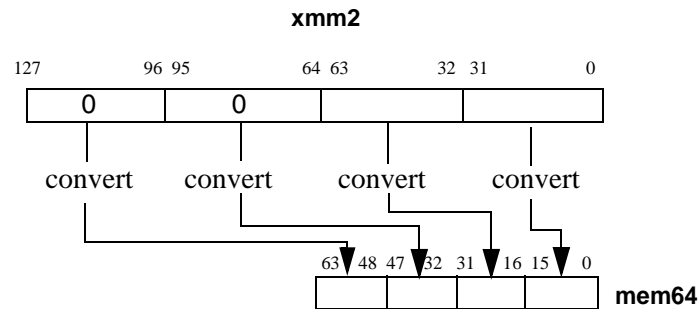 xmm2
127 96 95 64 63 32 31 0
0 0
convert convert convert convert
63 48 47 32 31 16 15 0
mem64